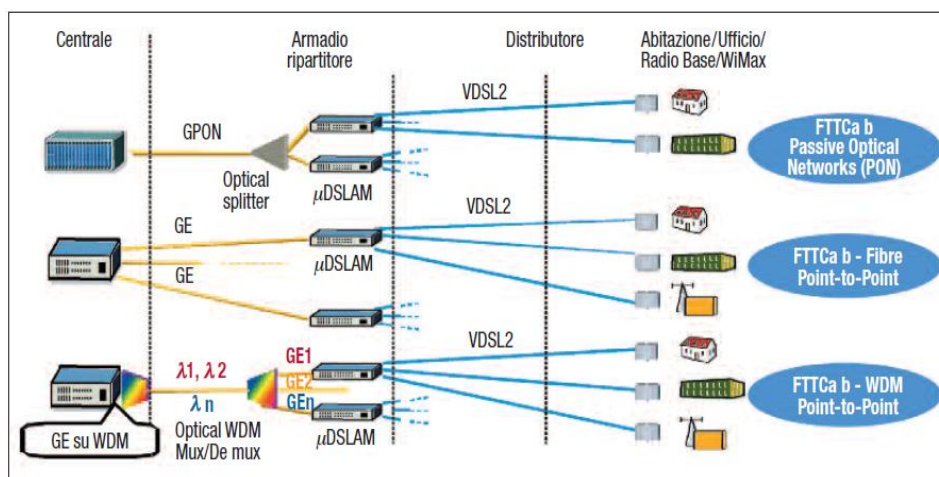 Centrale
Armadio
ripartitore
Distributore
Abitazione/Ufficio/
Radio Base/WiMax
GPON
Optical
splitter
μDSLAM
VDSL2
FTTCa b
Passive Optical
Networks (PON)
GE
GE
μDSLAM
VDSL2
FTTCa b - Fibre
Point-to-Point
GE su WDM
λ1, λ 2
λ n
Optical WDM
Mux/De mux
GE1
GE2
GEn
μDSLAM
VDSL2
FTTCa b - WDM
Point-to-Point